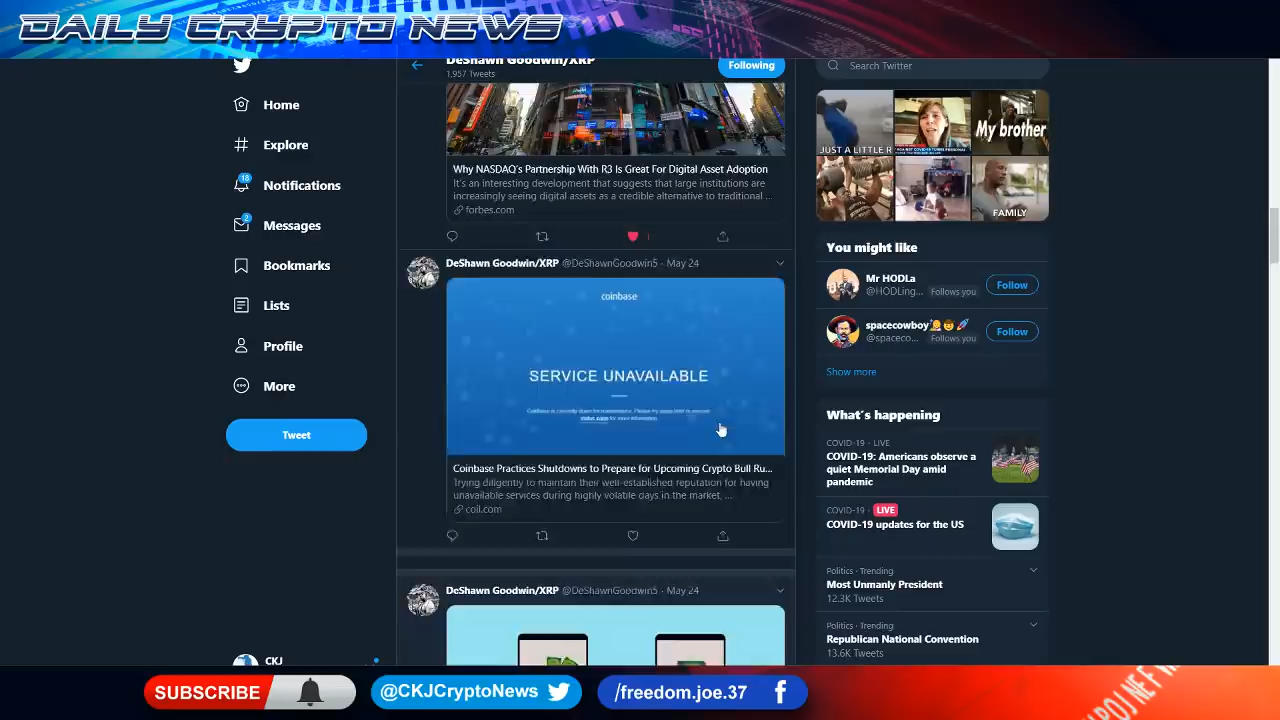 DAILY CRYPTO NEWS
DeShawn Goodwin/XRP
1,957 Tweets
Following
Search Twitter
Home
Explore
18
Notifications
2
Messages
Bookmarks
Lists
Profile
More
Tweet
CKJ
Why NASDAQ's Partnership With R3 Is Great For Digital Asset Adoption
It's an interesting development that suggests that large institutions are
increasingly seeing digital assets as a credible alternative to traditional ...
forbes.com
1
DeShawn Goodwin/XRP @DeShawnGoodwin5 · May 24
coinbase
SERVICE UNAVAILABLE
Coinbase Practices Shutdowns to Prepare for Upcoming Crypto Bull Ru...
Trying diligently to maintain their well-established reputation for having
unavailable services during highly volatile days in the market, ...
coil.com
DeShawn Goodwin/XRP @DeShawnGoodwin5 · May 24
JUST A LITTLE R
My brother
FAMILY
You might like
Mr HODLa
@HODLing... Follows you
Follow
spacecowboy
@spaceco... Follows you
Follow
Show more
What's happening
COVID-19 · LIVE
COVID-19: Americans observe a
quiet Memorial Day amid
pandemic
COVID-19 · LIVE
COVID-19 updates for the US
Politics · Trending
Most Unmanly President
12.3K Tweets
Politics · Trending
Republican National Convention
13.6K Tweets
SUBSCRIBE
@CKJCryptoNews
/freedom.joe.37